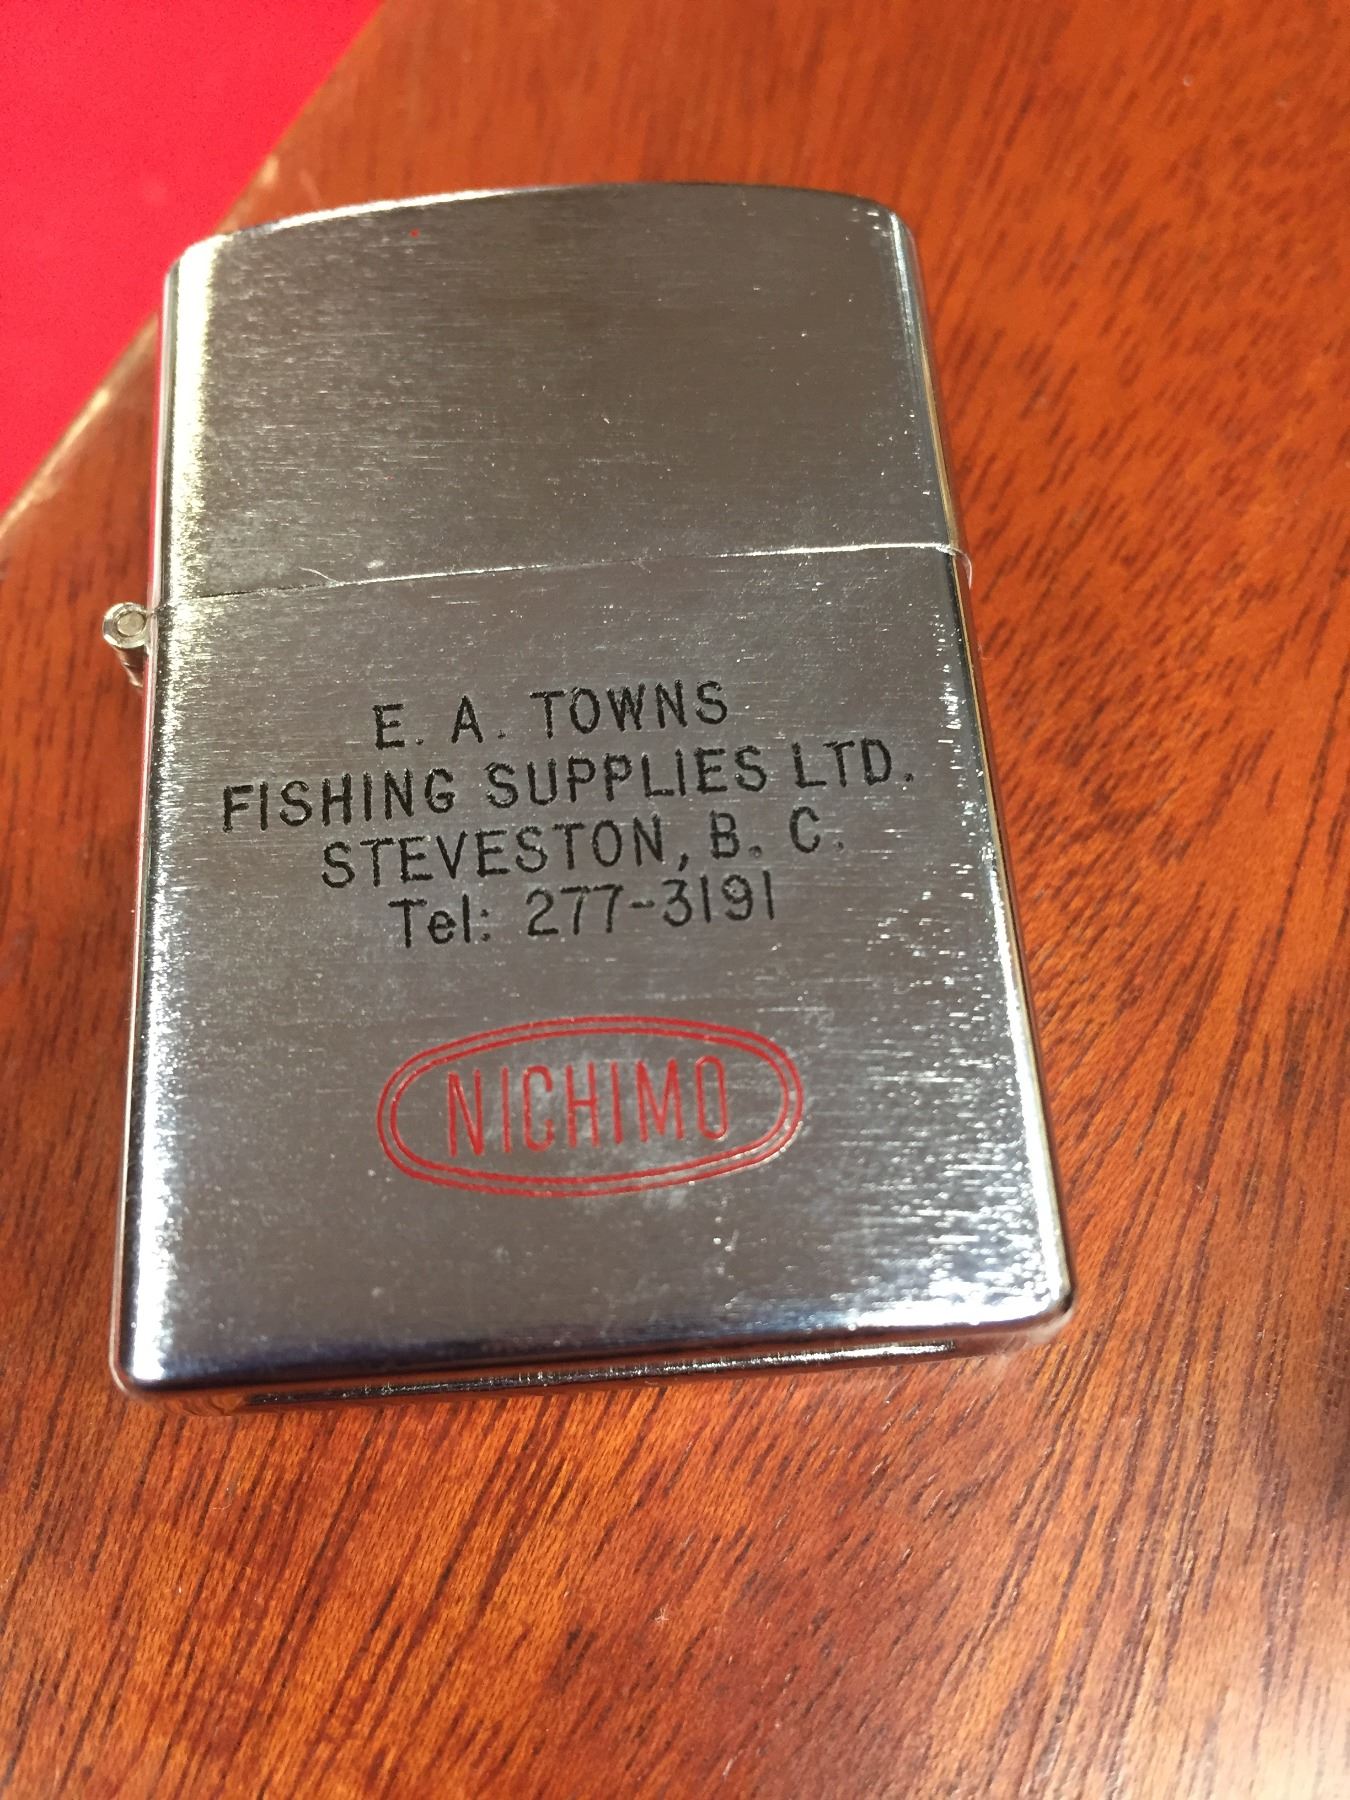 E. A. TOWNS
FISHING SUPPLIES LTD.
STEVESTON, B. C.
Tel: 277-3191
NICHIMO